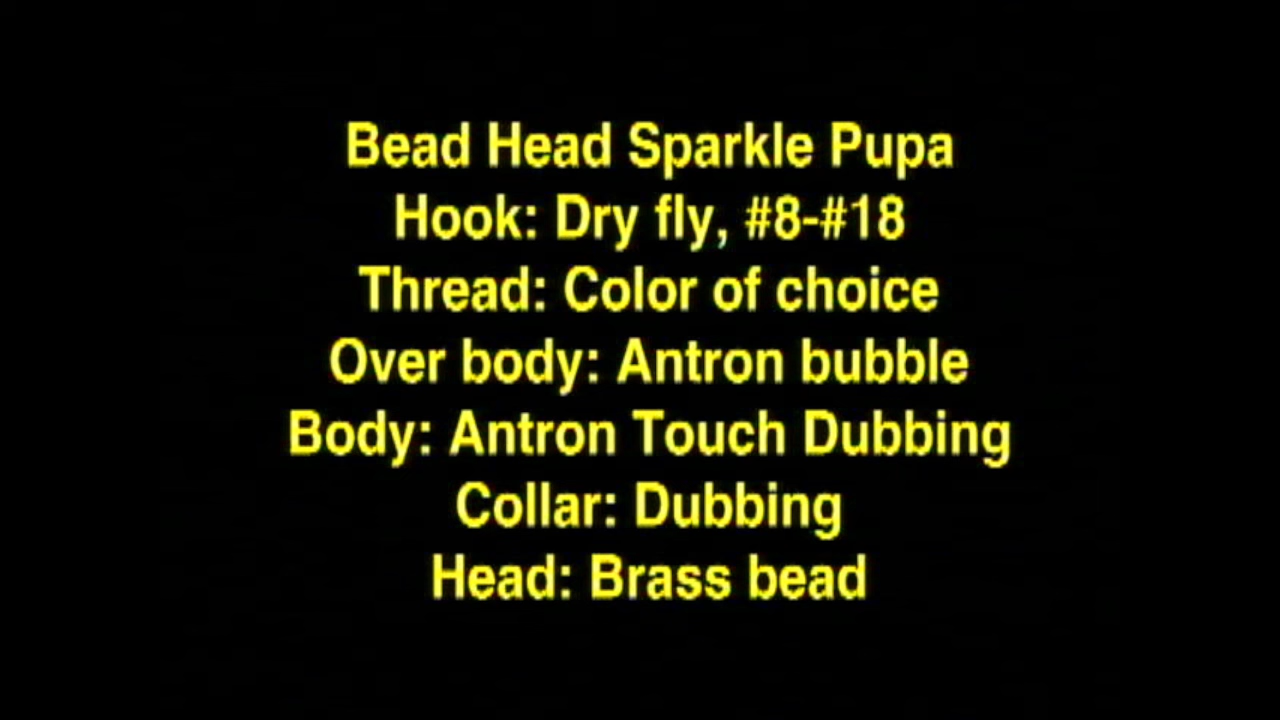 Bead Head Sparkle Pupa
Hook: Dry fly, #8-#18
Thread: Color of choice
Over body: Antron bubble
Body: Antron Touch Dubbing
Collar: Dubbing
Head: Brass bead